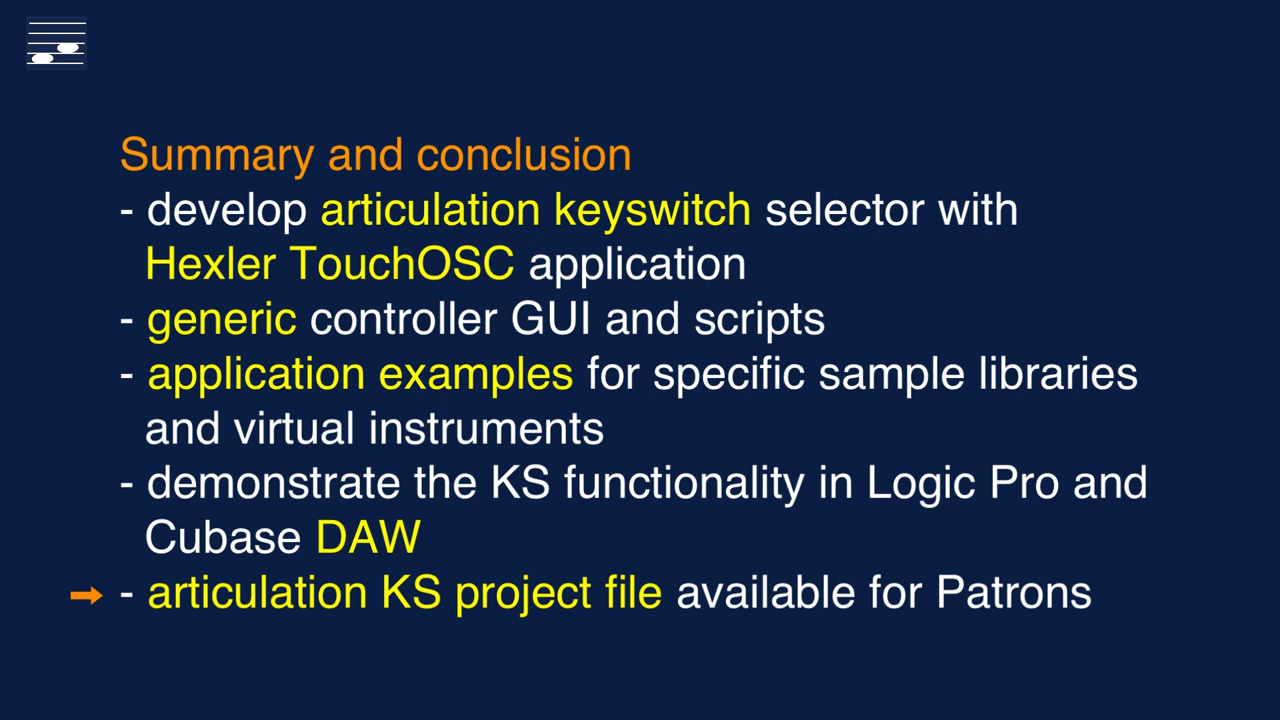 Summary and conclusion
- develop articulation keyswitch selector with
Hexler TouchOSC application
- generic controller GUI and scripts
- application examples for specific sample libraries
and virtual instruments
- demonstrate the KS functionality in Logic Pro and
Cubase DAW
- articulation KS project file available for Patrons